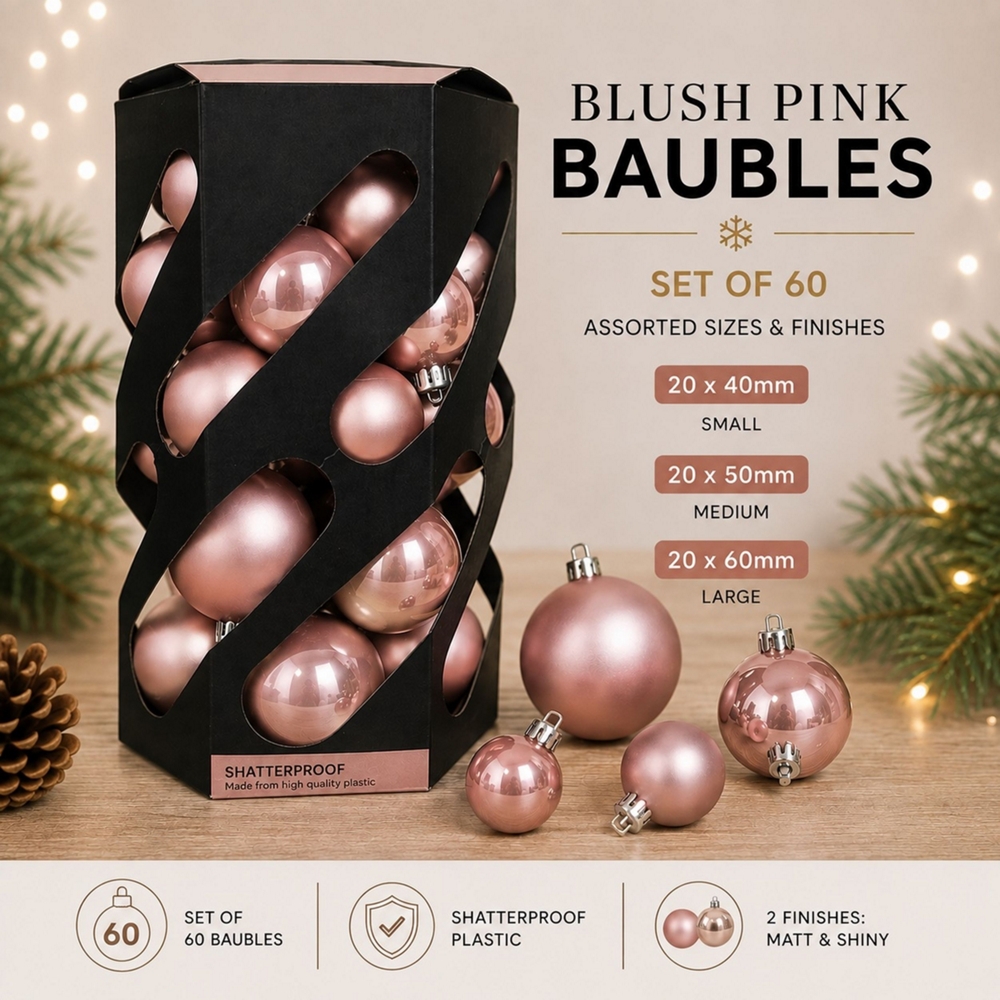 BLUSH PINK
BAUBLES
SET OF 60
ASSORTED SIZES & FINISHES
20 x 40mm
SMALL
20 x 50mm
MEDIUM
20 x 60mm
LARGE
SHATTERPROOF
Made from high quality plastic
60
SET OF
60 BAUBLES
SHATTERPROOF
PLASTIC
2 FINISHES:
MATT & SHINY